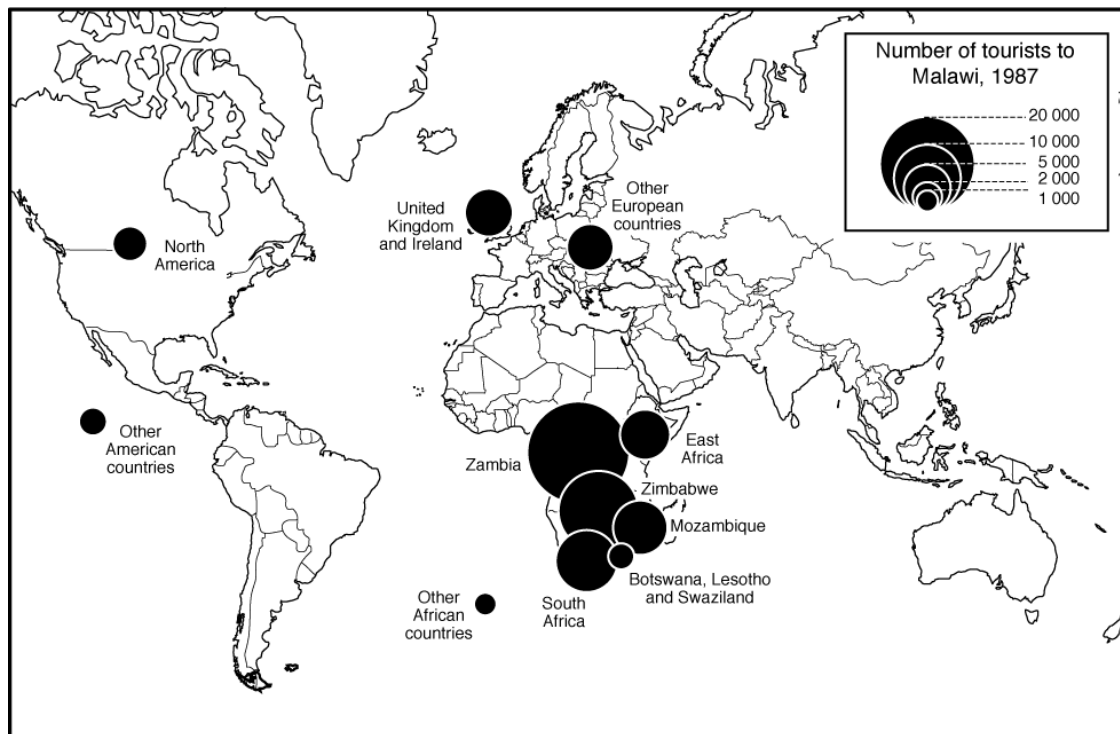 Number of tourists to
Malawi, 1987
20 000
10 000
5 000
2 000
1 000
United
Kingdom
and Ireland
Other
European
countries
North
America
Other
American
countries
Zambia
East
Africa
Zimbabwe
Mozambique
Botswana, Lesotho
and Swaziland
South
Africa
Other
African
countries